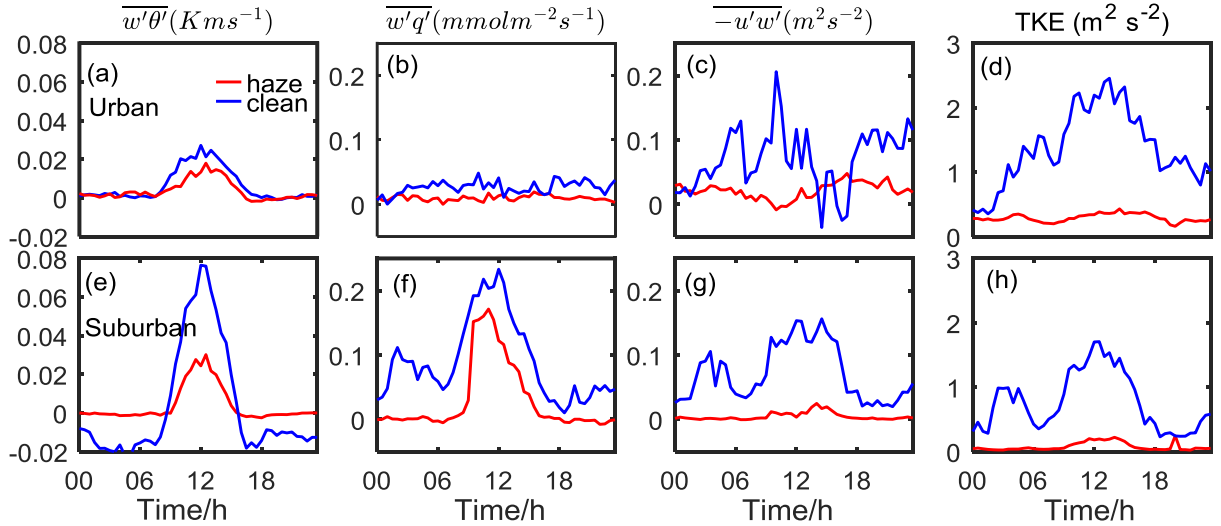 w'θ'(Kms⁻¹) w'q'(mmolm⁻²s⁻¹) −u'w'(m²s⁻²) TKE (m² s⁻²)
0.08 0.2 0.2 3
(a) haze (b) (c) (d)
0.06
Urban clean
0.04 0.1 0.1 2
0.02 1
0 0 0
-0.02 0
0.08 3
(e) (f) (g) (h)
0.06 0.2 0.2
Suburban 2
0.04 0.1 0.1
0.02 1
0 0 0
-0.02 0
00 06 12 18 00 06 12 18 00 06 12 18 00 06 12 18
Time/h Time/h Time/h Time/h